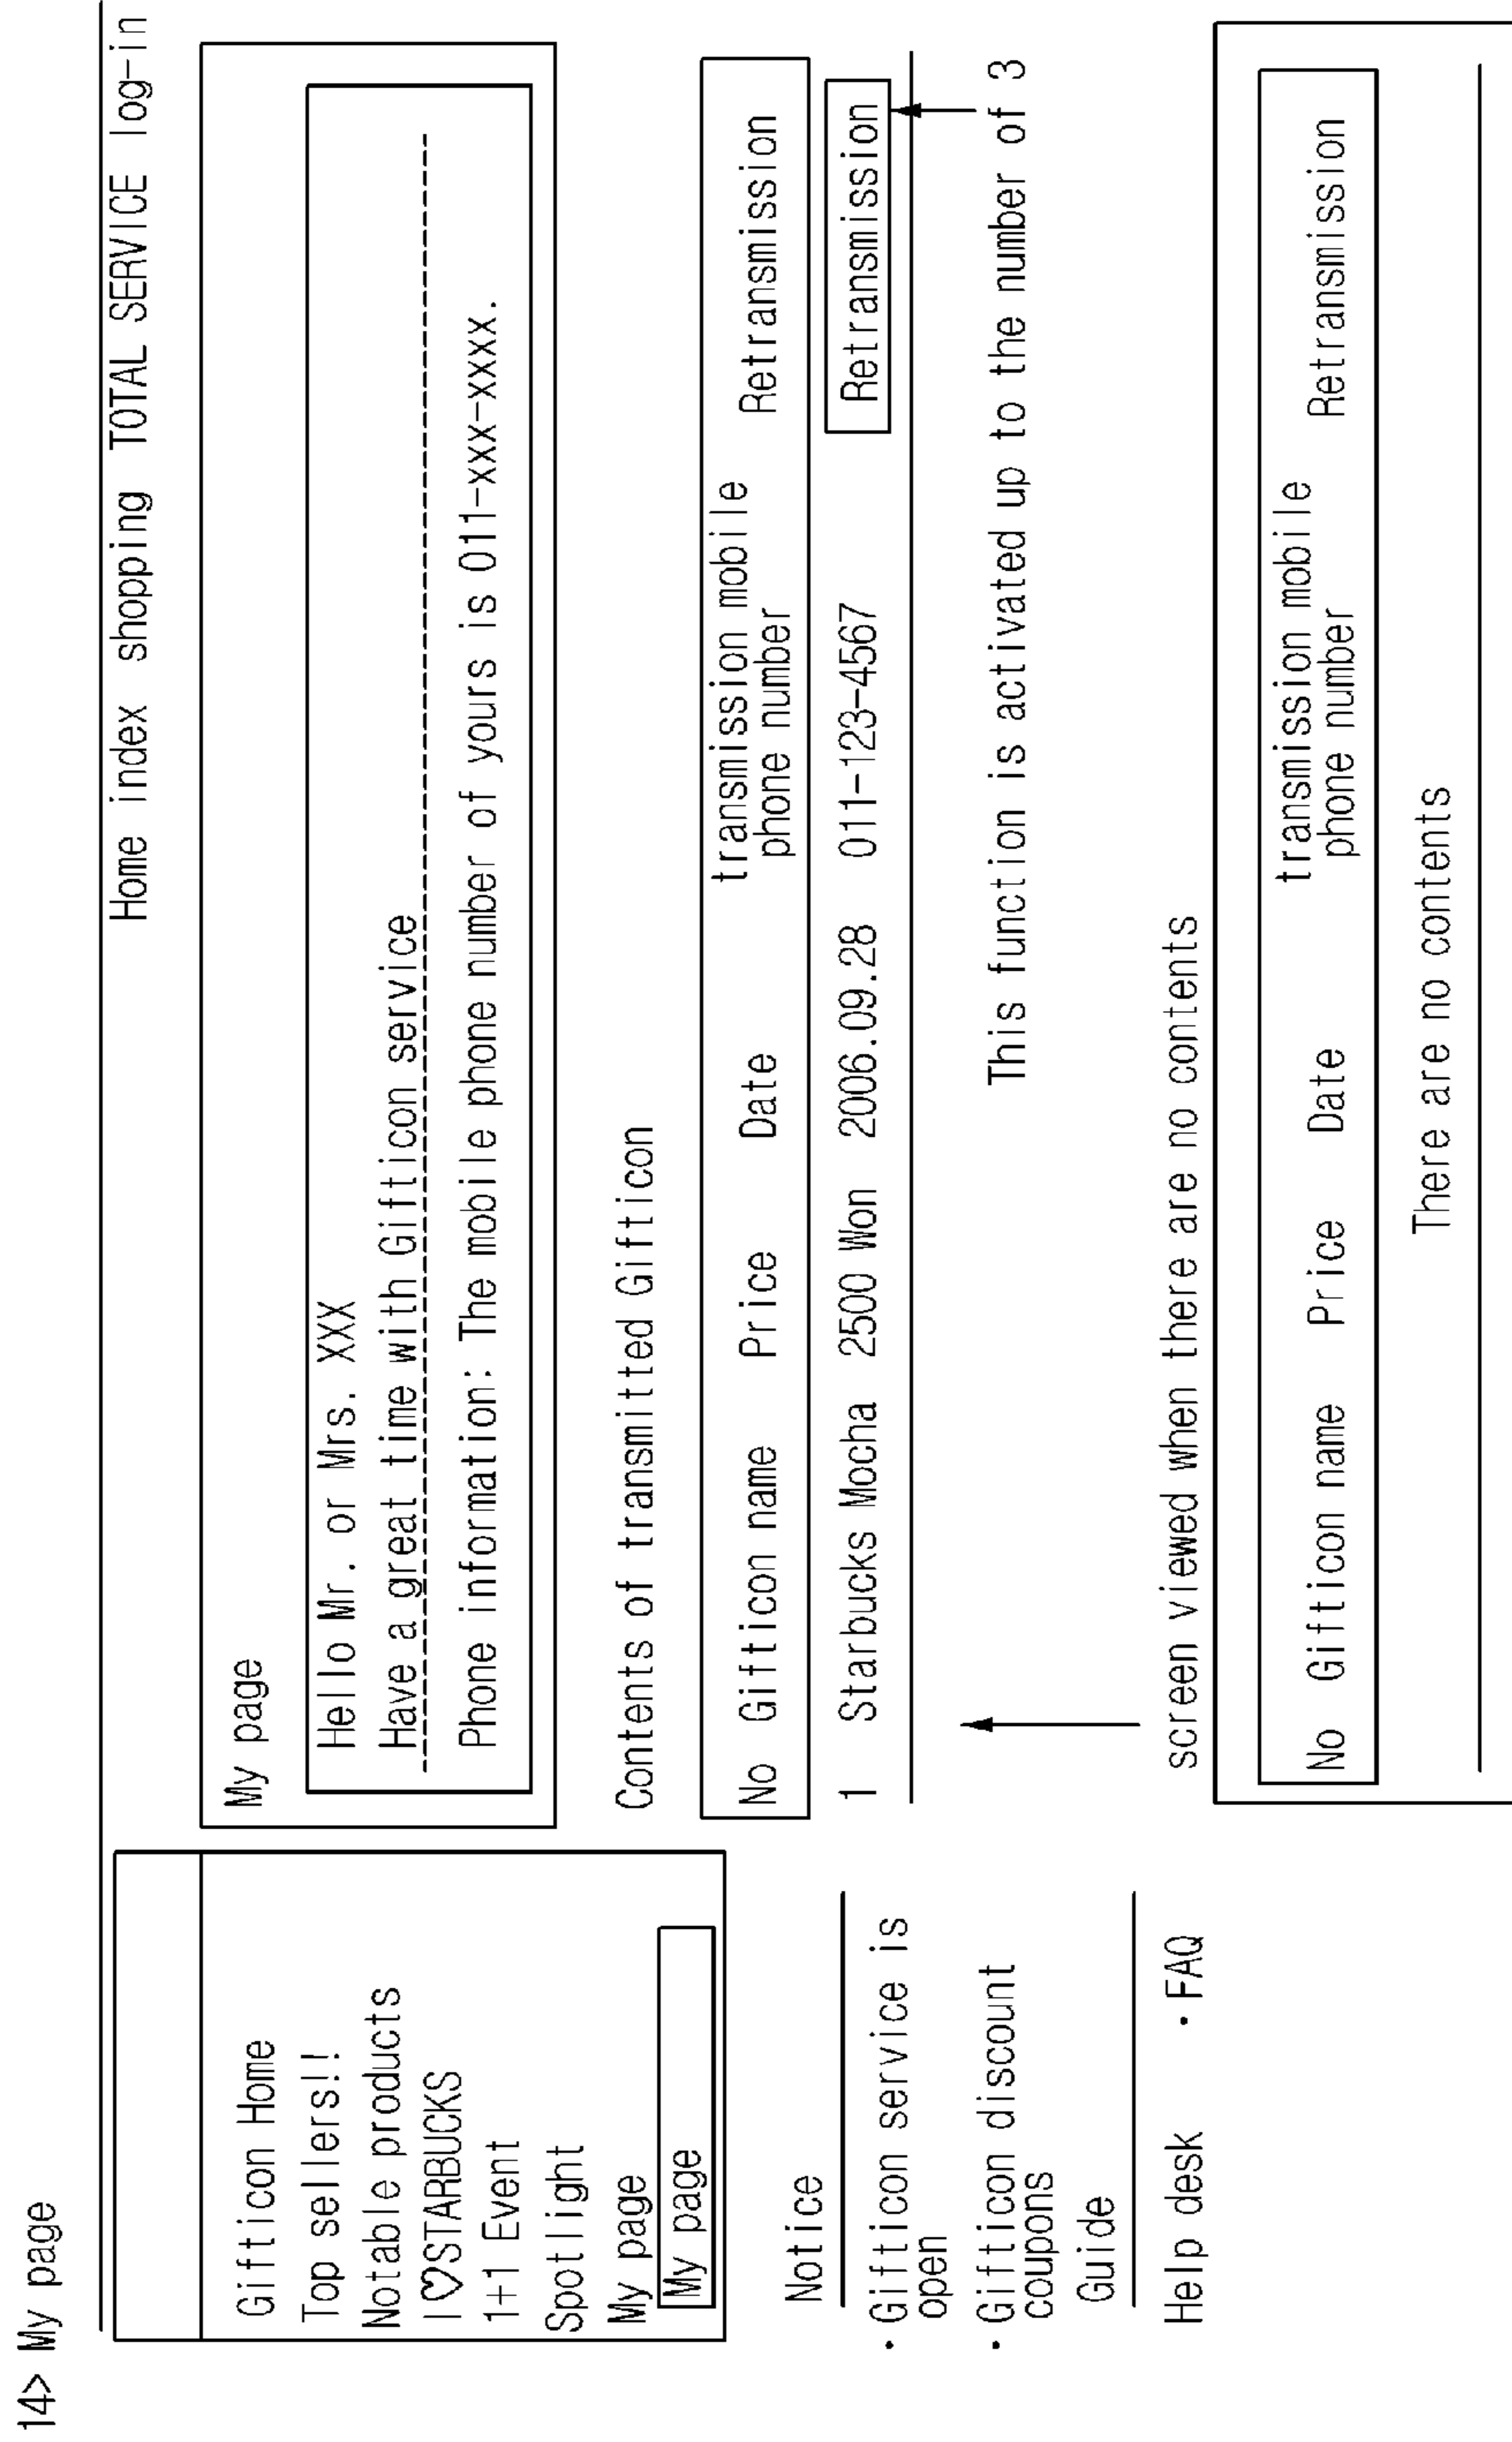 14> My page
Home index shopping TOTAL SERVICE log-in
Gifticon Home
Top sellers!!
Notable products
I♡STARBUCKS
1+1 Event
Spotlight
My page
My page
Notice
· Gifticon service is
open
· Gifticon discount
coupons
Guide
Help desk · FAQ
My page
Hello Mr. or Mrs. XXX
Have a great time with Gifticon service
Phone information: The mobile phone number of yours is 011-xxx-xxxx.
Contents of transmitted Gifticon
No Gifticon name Price Date transmission mobile phone number Retransmission
1 Starbucks Mocha 2500 Won 2006.09.28 011-123-4567 Retransmission
This function is activated up to the number of 3
screen viewed when there are no contents
No Gifticon name Price Date transmission mobile phone number Retransmission
There are no contents